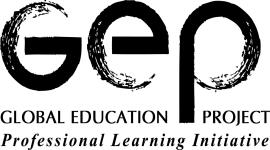 Gep
GLOBAL EDUCATION PROJECT
Professional Learning Initiative